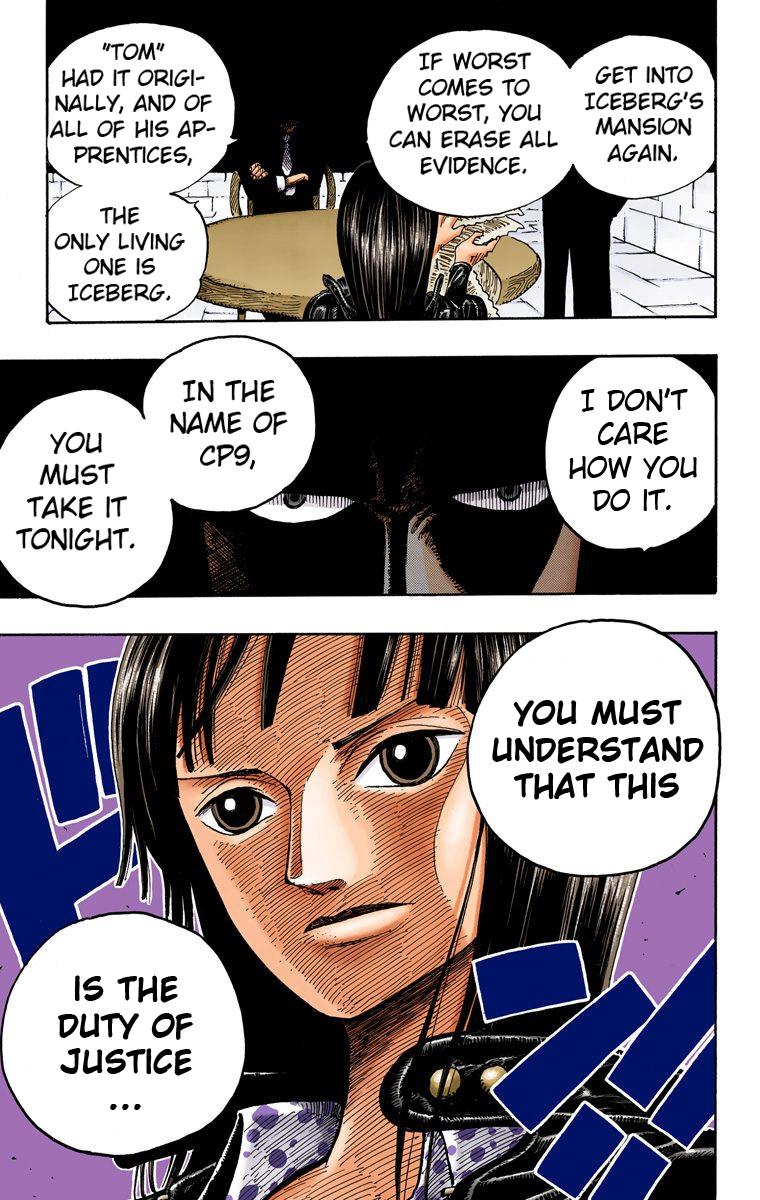 GET INTO
ICEBERG'S
MANSION
AGAIN.
IF WORST
COMES TO
WORST, YOU
CAN ERASE ALL
EVIDENCE.
"TOM"
HAD IT ORIGI-
NALLY, AND OF
ALL OF HIS AP-
PRENTICES,
THE
ONLY LIVING
ONE IS
ICEBERG.
I DON'T
CARE
HOW YOU
DO IT.
IN THE
NAME OF
CP9,
YOU
MUST
TAKE IT
TONIGHT.
YOU MUST
UNDERSTAND
THAT THIS
IS THE
DUTY OF
JUSTICE
...